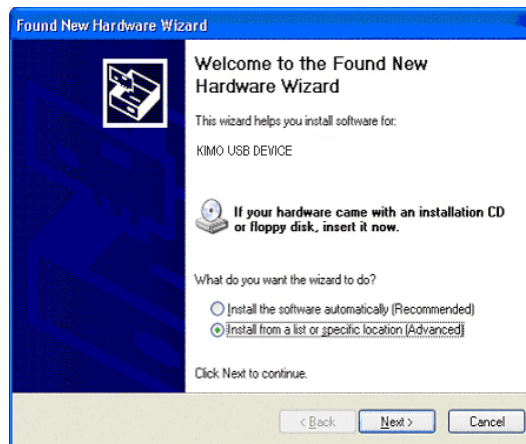 Found New Hardware Wizard
Welcome to the Found New
Hardware Wizard
This wizard helps you install software for:
KIMO USB DEVICE
If your hardware came with an installation CD
or floppy disk, insert it now.
What do you want the wizard to do?
Install the software automatically (Recommended)
Install from a list or specific location (Advanced)
Click Next to continue.
< Back
Next >
Cancel